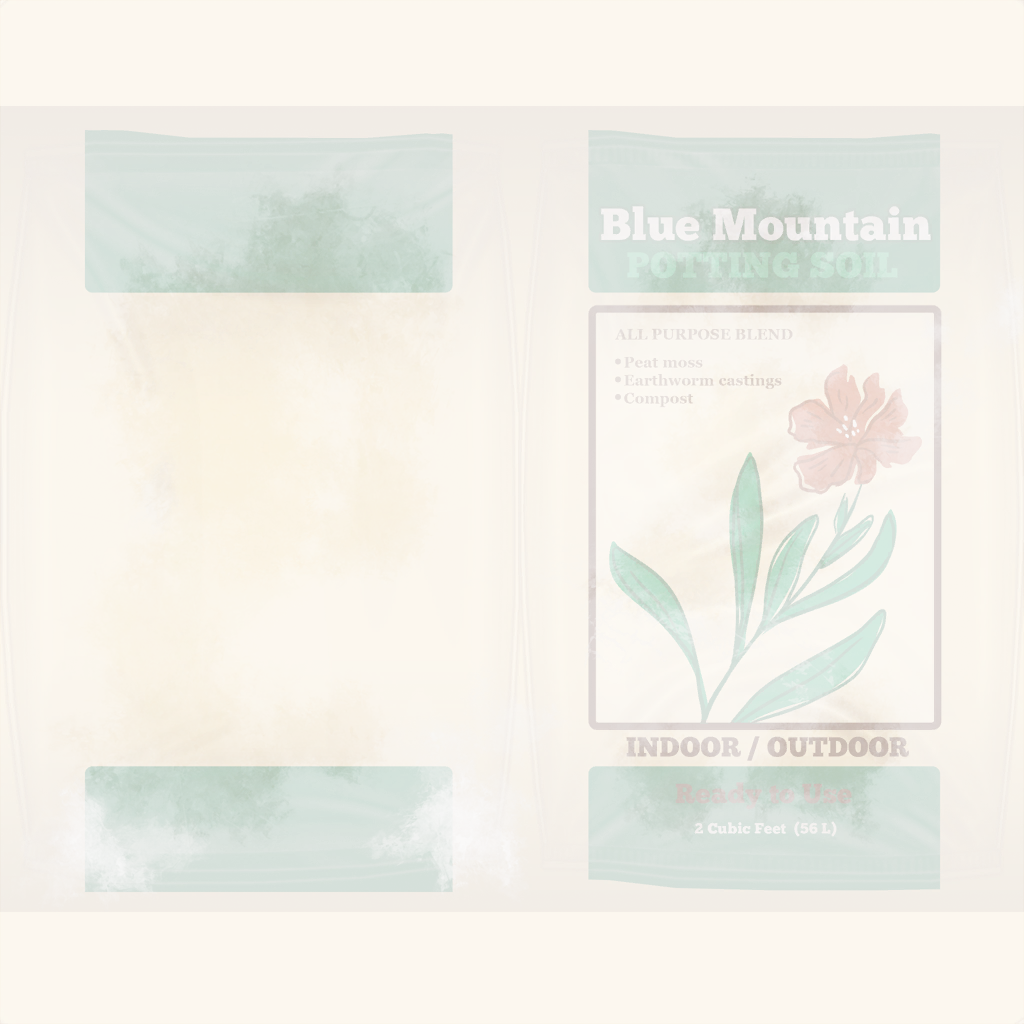 Blue Mountain
POTTING SOIL
ALL PURPOSE BLEND
•Peat moss
•Earthworm castings
•Compost
INDOOR / OUTDOOR
Ready to Use
2 Cubic Feet (56 L)